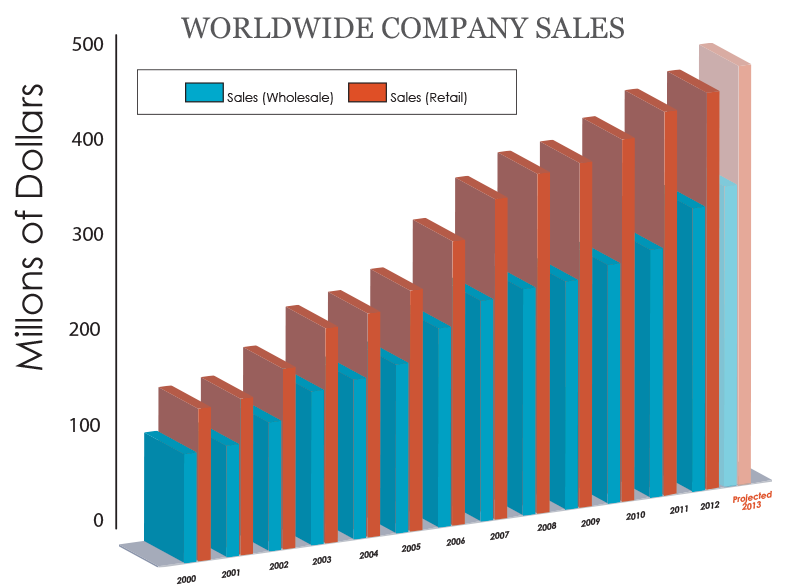 WORLDWIDE COMPANY SALES
Sales (Wholesale) Sales (Retail)
Millons of Dollars
500
400
300
200
100
0
2000 2001 2002 2003 2004 2005 2006 2007 2008 2009 2010 2011 2012 Projected
2013